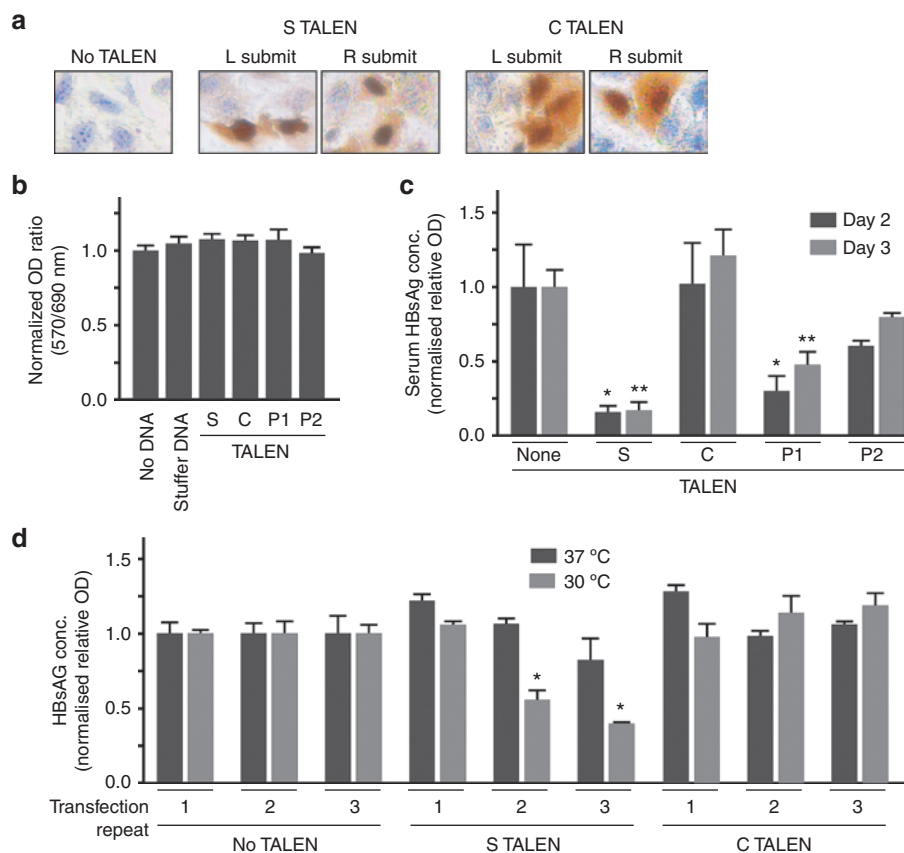 a
S TALEN
C TALEN
No TALEN
L submit
R submit
L submit
R submit
b
Normalized OD ratio
(570/690 nm)
1.0
0.5
0.0
No DNA
Stuffer DNA
S
C
P1
P2
TALEN
c
Serum HBsAg conc.
(normalised relative OD)
1.5
1.0
0.5
0.0
Day 2
Day 3
*
**
*
**
None
S
C
P1
P2
TALEN
d
HBsAG conc.
(normalised relative OD)
1.5
1.0
0.5
0.0
37 ºC
30 ºC
*
*
Transfection
repeat
1
2
3
1
2
3
1
2
3
No TALEN
S TALEN
C TALEN